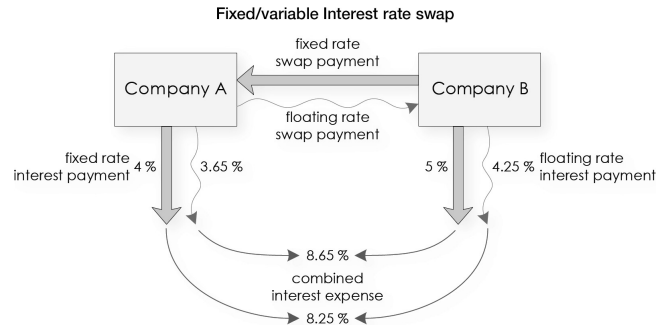 Fixed/variable Interest rate swap
fixed rate
swap payment
Company A
Company B
floating rate
swap payment
fixed rate
interest payment
4 %
3.65 %
5 %
4.25 %
floating rate
interest payment
8.65 %
combined
interest expense
8.25 %